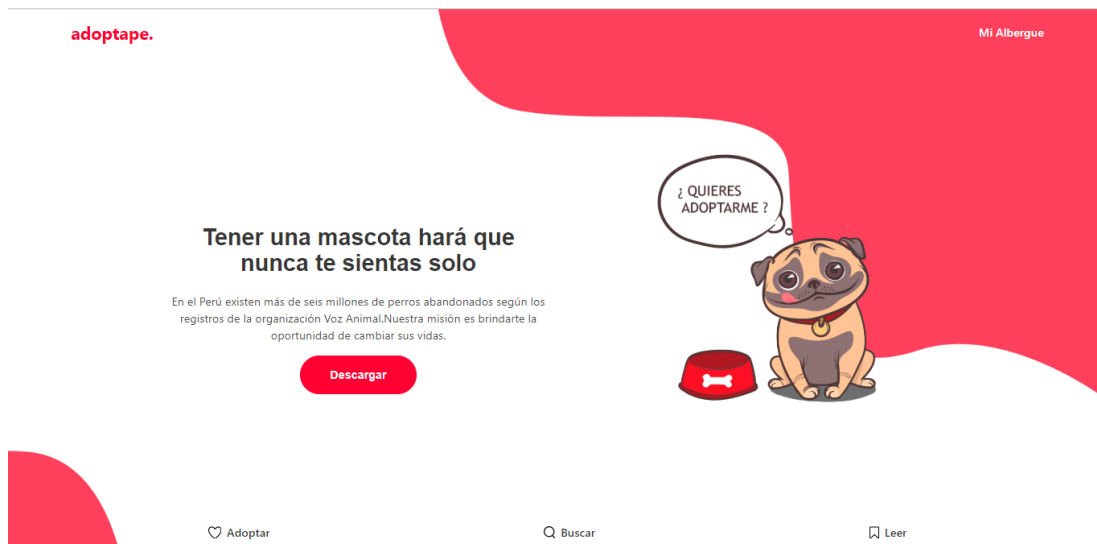 adoptape.
Mi Albergue
¿ QUIERES
ADOPTARME ?
Tener una mascota hará que
nunca te sientas solo
En el Perú existen más de seis millones de perros abandonados según los
registros de la organización Voz Animal.Nuestra misión es brindarte la
oportunidad de cambiar sus vidas.
Descargar
Adoptar
Buscar
Leer